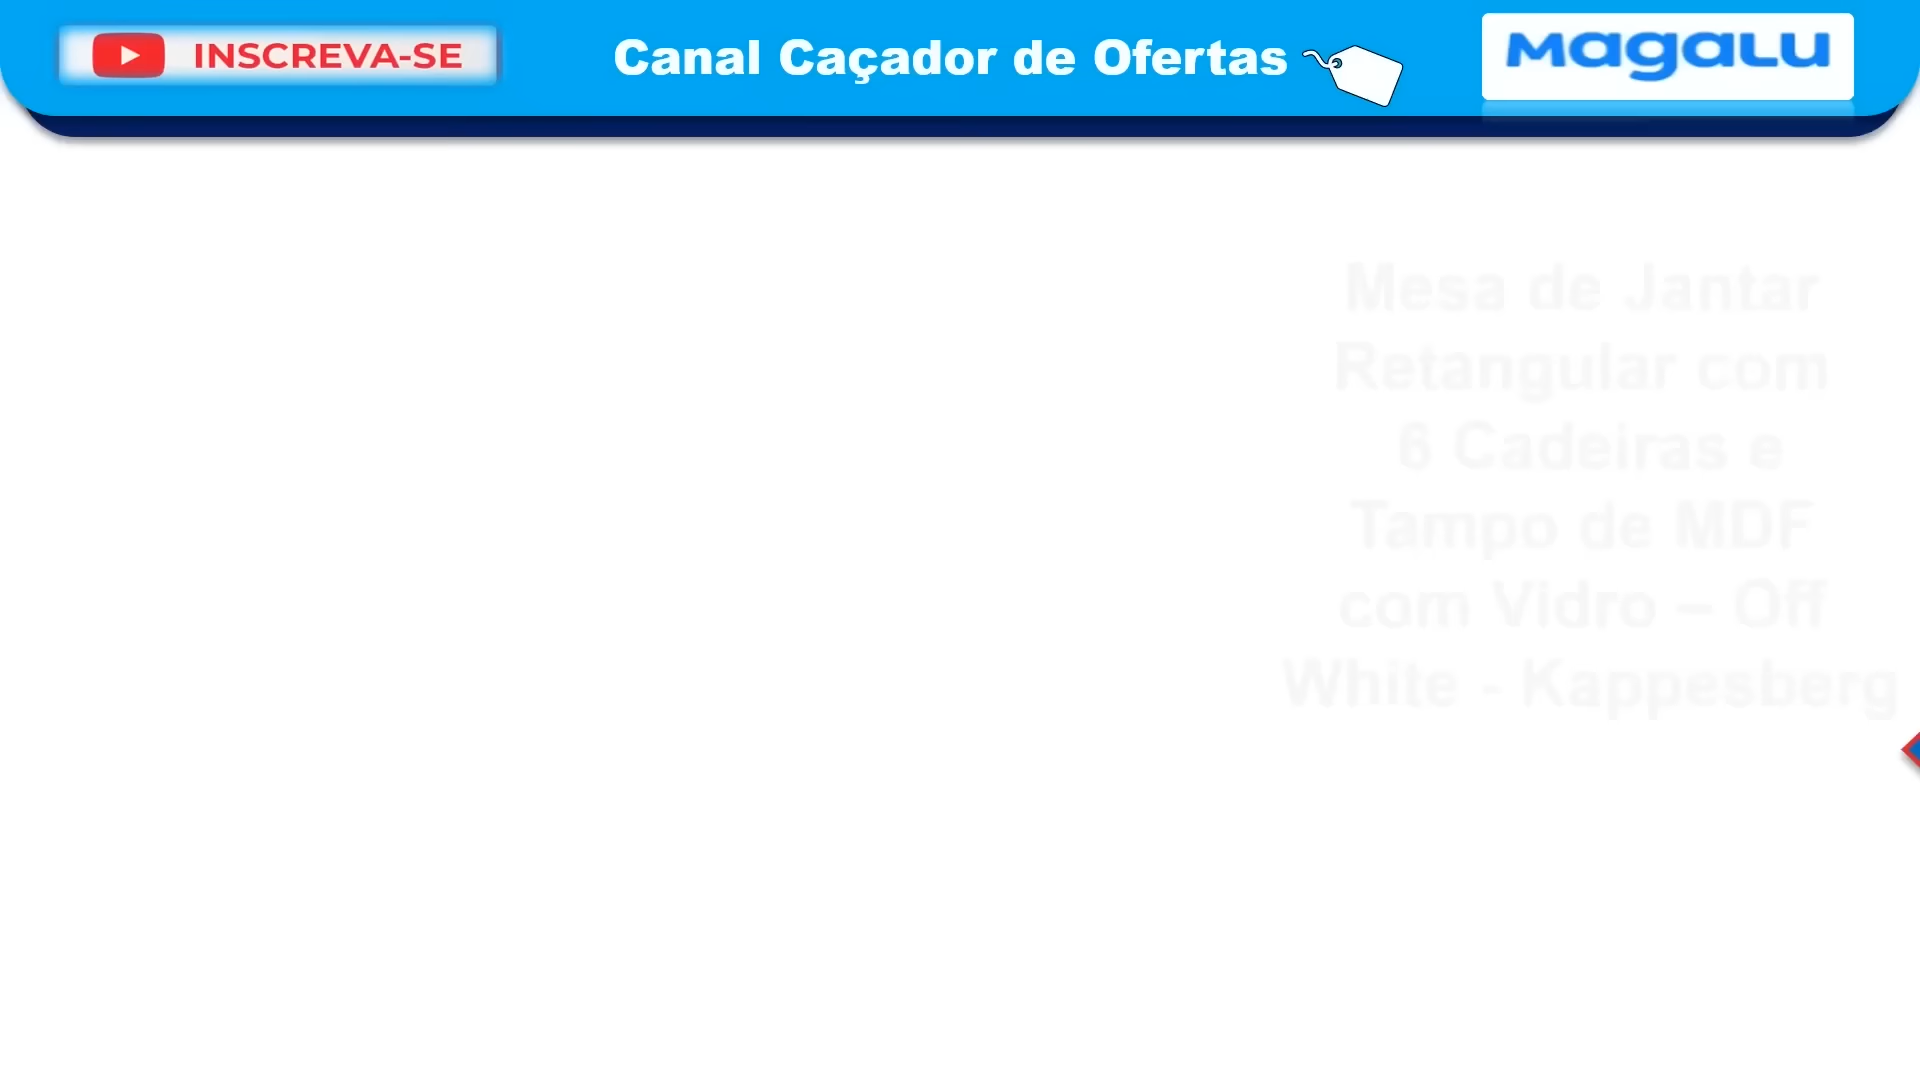 INSCREVA-SE
Canal Caçador de Ofertas
Magalu
Mesa de Jantar
Retangular com
6 Cadeiras e
Tampo de MDF
com Vidro – Off
White - Kappesberg